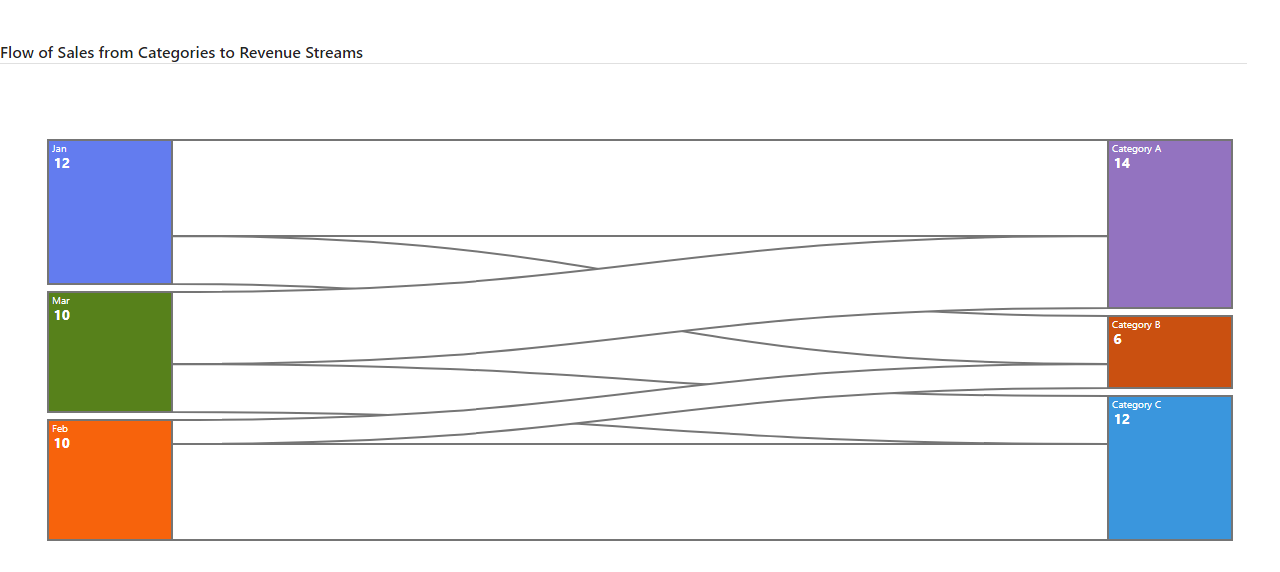 Flow of Sales from Categories to Revenue Streams
Jan
12
Category A
14
Mar
10
Category B
6
Category C
12
Feb
10